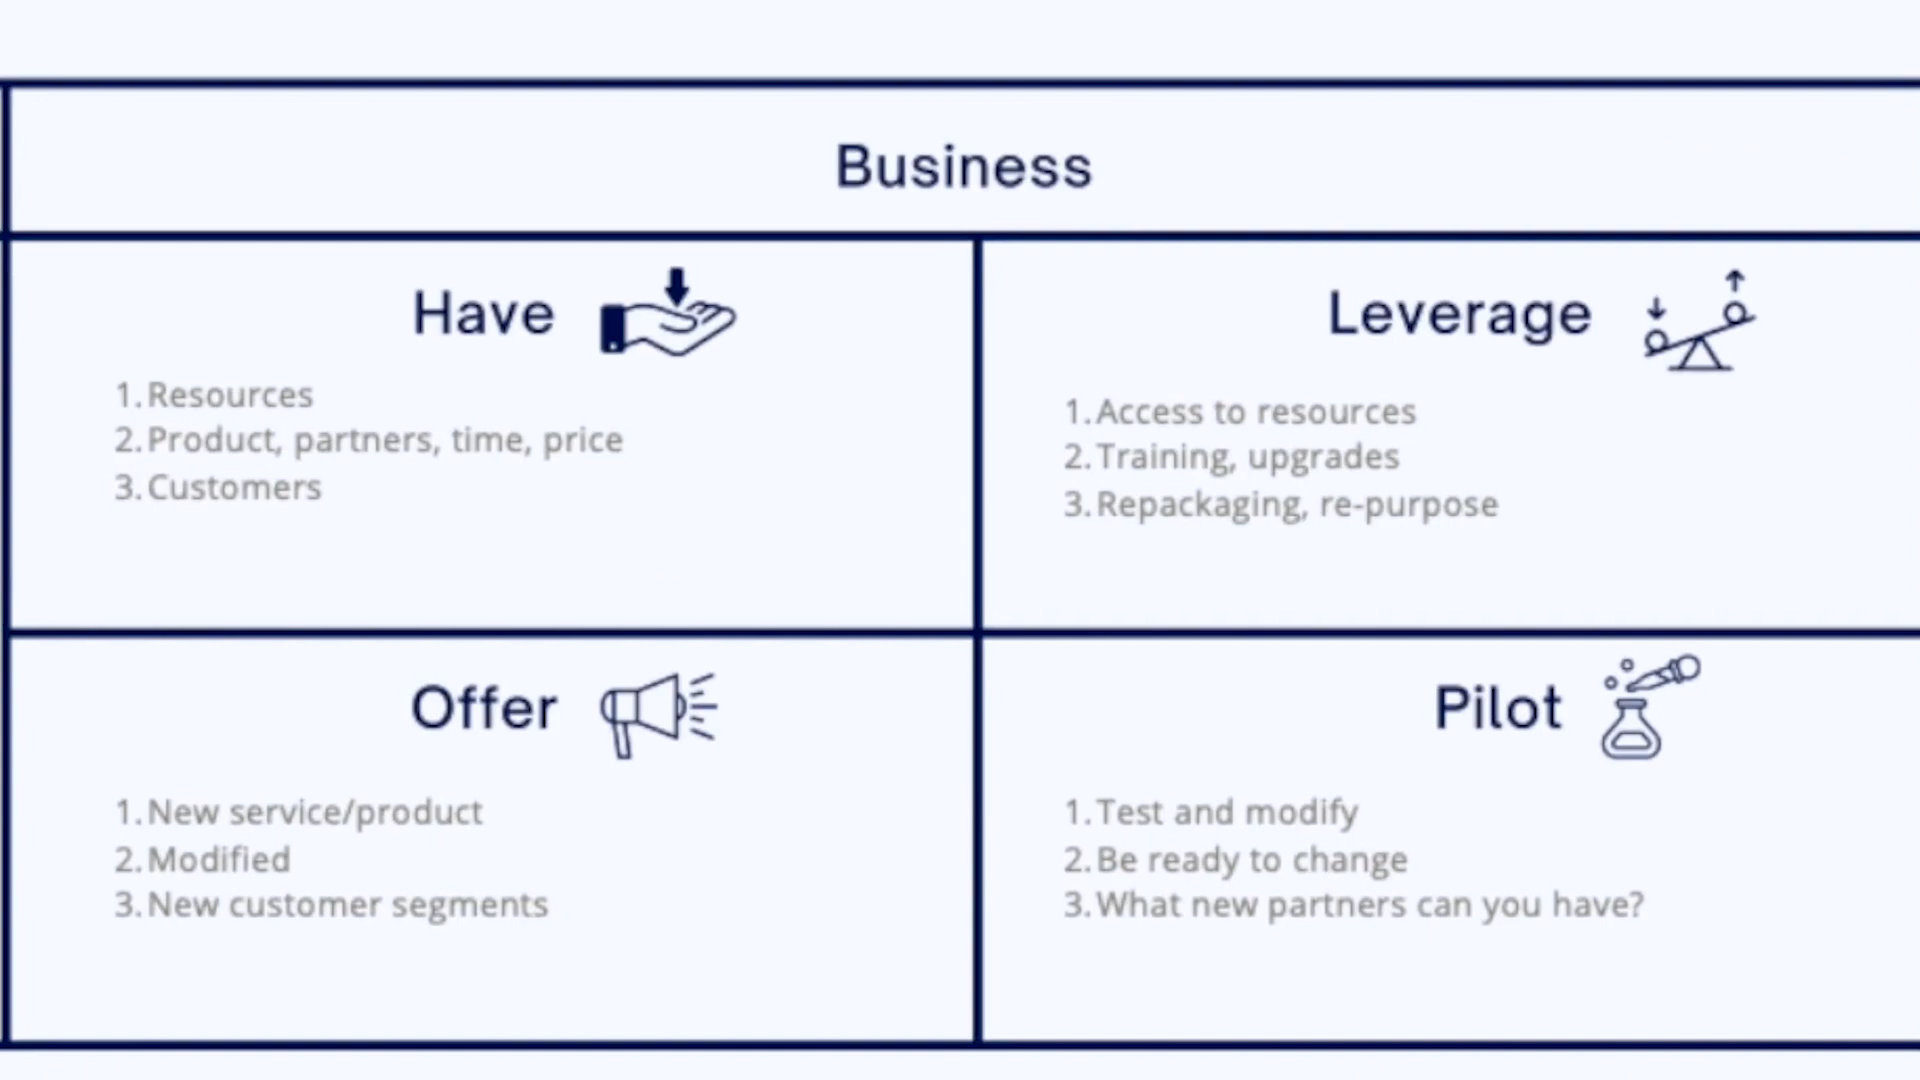 Business
Have
1. Resources
2. Product, partners, time, price
3. Customers
Leverage
1. Access to resources
2. Training, upgrades
3. Repackaging, re-purpose
Offer
1. New service/product
2. Modified
3. New customer segments
Pilot
1. Test and modify
2. Be ready to change
3. What new partners can you have?